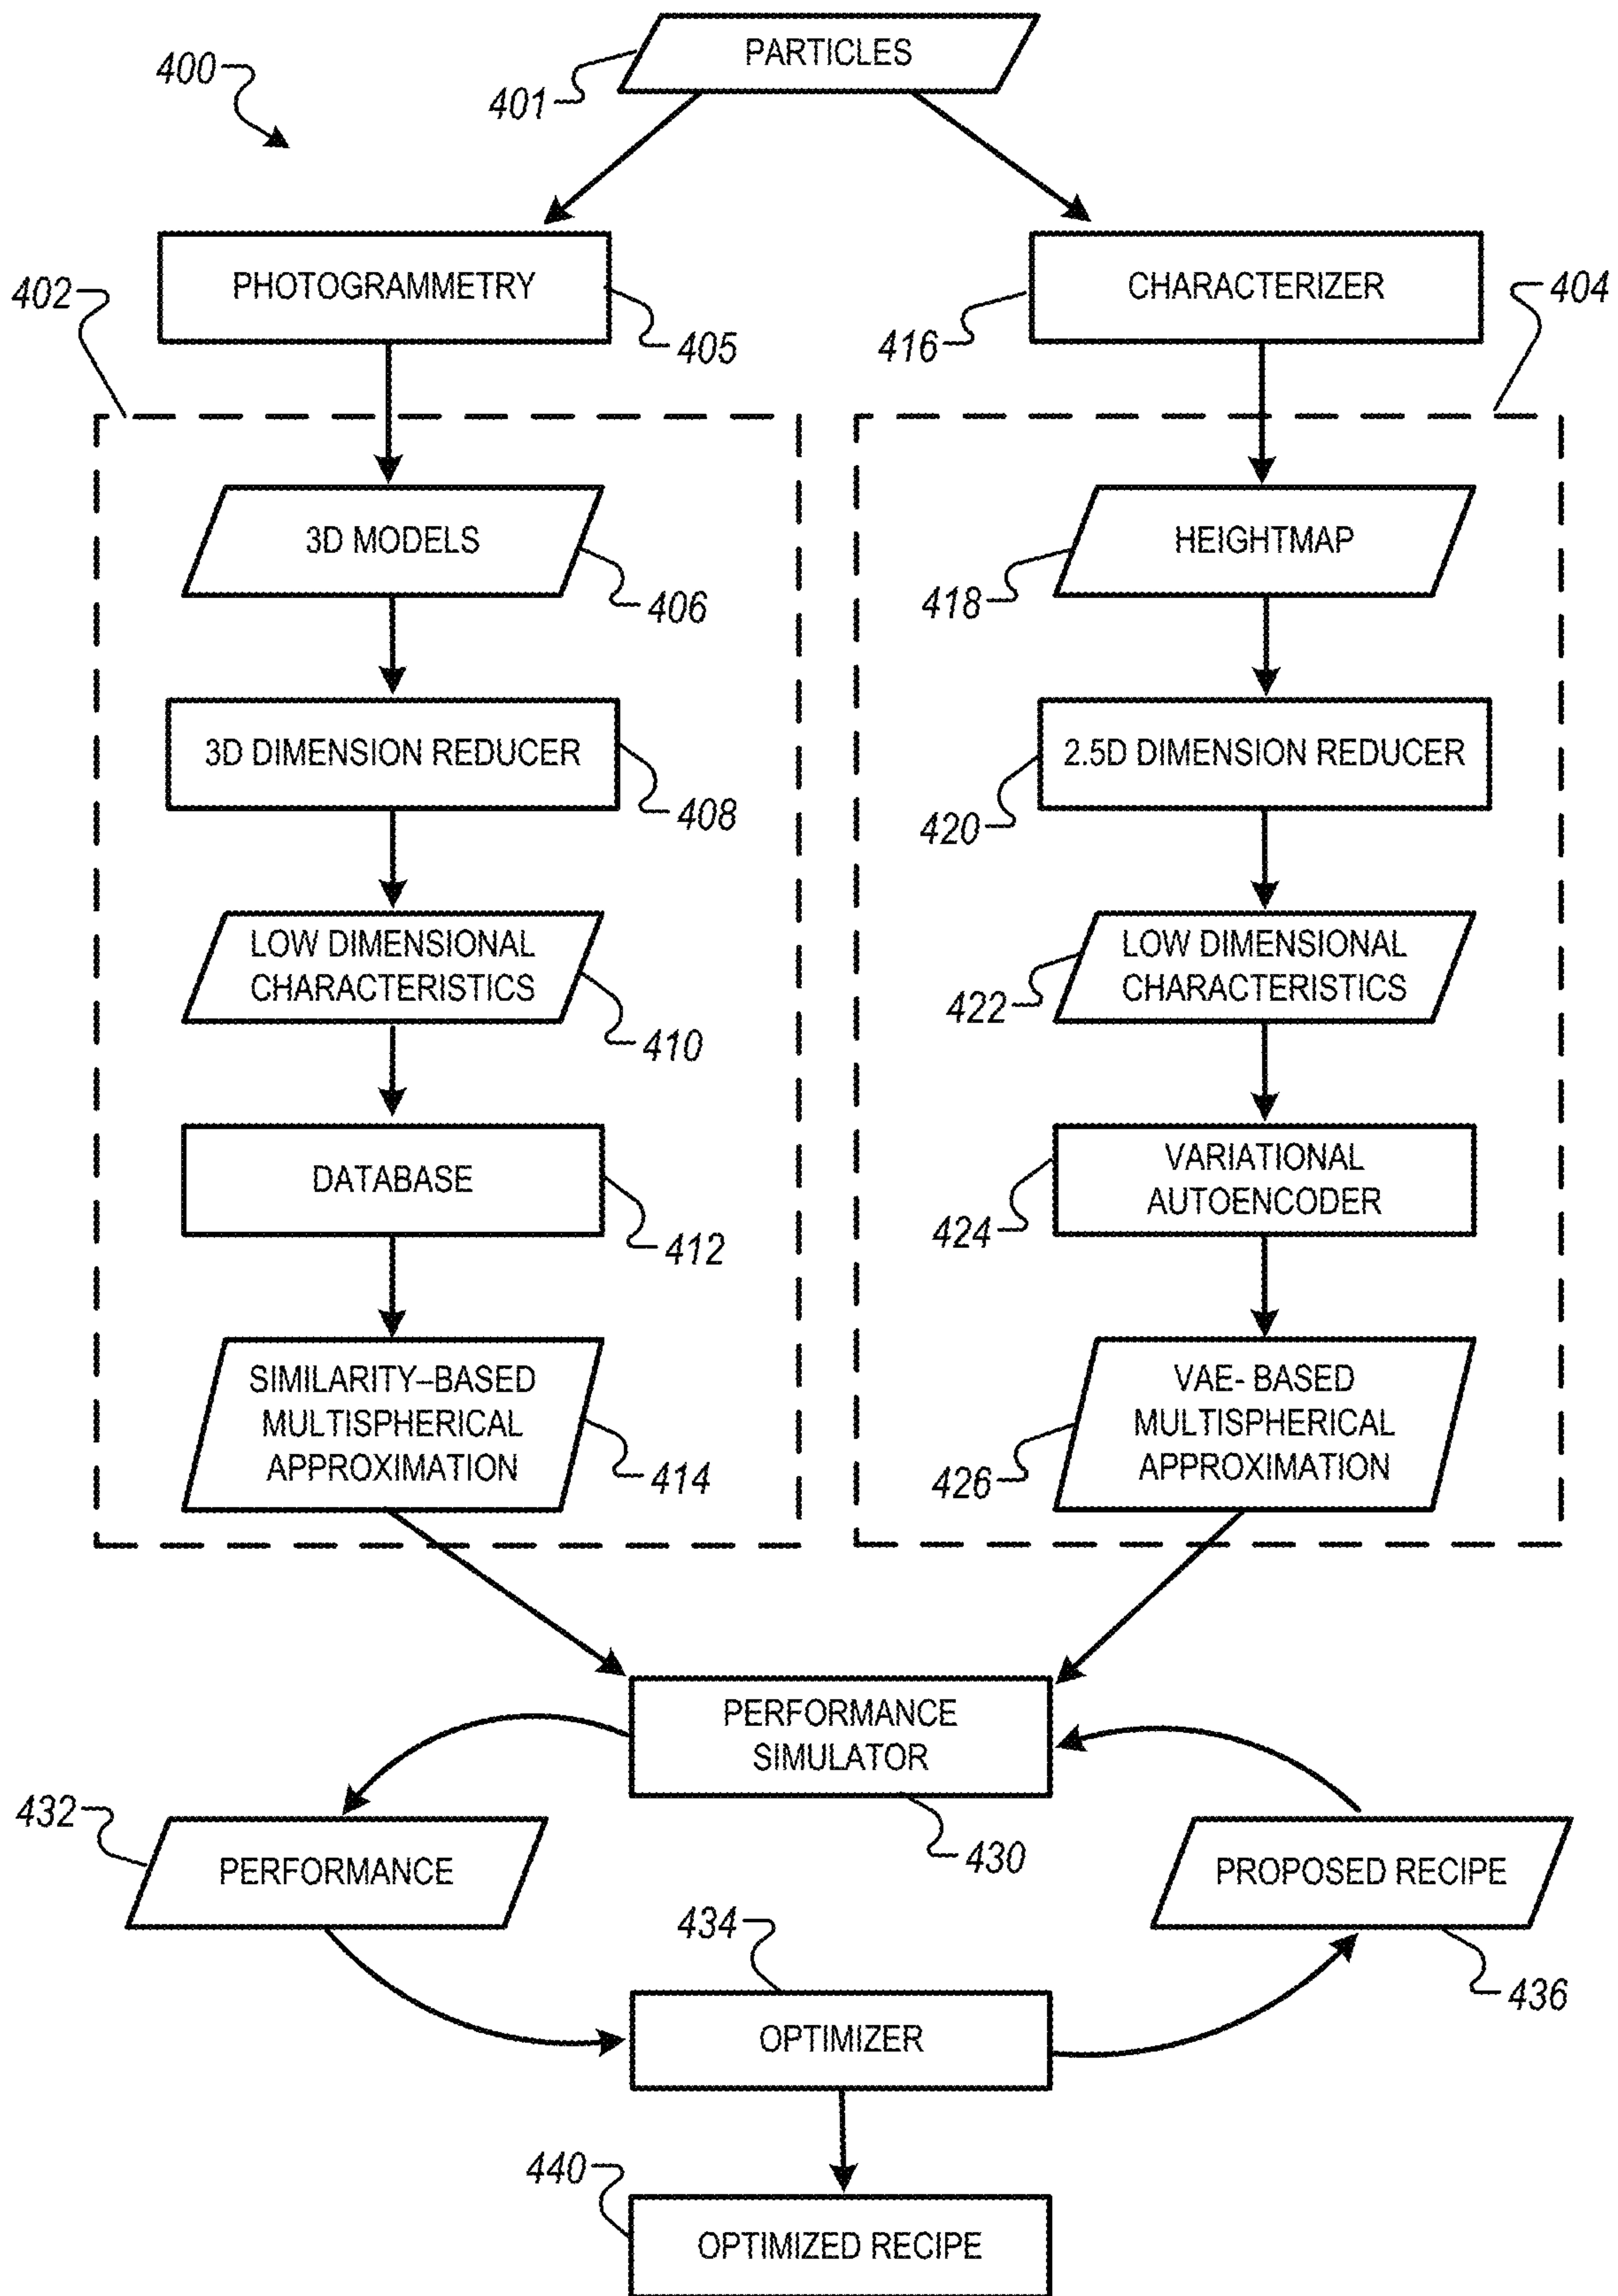 PARTICLES
400
401
PHOTOGRAMMETRY
CHARACTERIZER
402
404
405
416
3D MODELS
HEIGHTMAP
406
418
3D DIMENSION REDUCER
2.5D DIMENSION REDUCER
408
420
LOW DIMENSIONAL
CHARACTERISTICS
LOW DIMENSIONAL
CHARACTERISTICS
410
422
DATABASE
VARIATIONAL
AUTOENCODER
412
424
SIMILARITY–BASED
MULTISPHERICAL
APPROXIMATION
VAE- BASED
MULTISPHERICAL
APPROXIMATION
414
426
PERFORMANCE
SIMULATOR
432
430
PERFORMANCE
PROPOSED RECIPE
434
436
OPTIMIZER
440
OPTIMIZED RECIPE